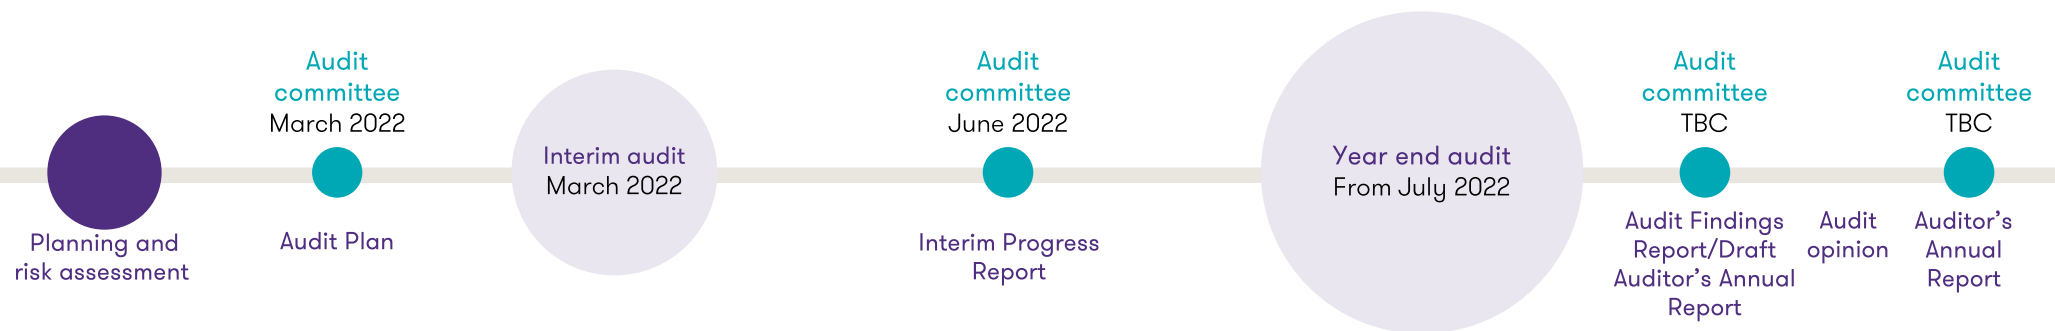 Planning and
risk assessment
Audit
committee
March 2022
Audit Plan
Interim audit
March 2022
Audit
committee
June 2022
Interim Progress
Report
Year end audit
From July 2022
Audit
committee
TBC
Audit Findings
Report/Draft
Auditor’s Annual
Report
Audit
opinion
Audit
committee
TBC
Auditor’s
Annual
Report